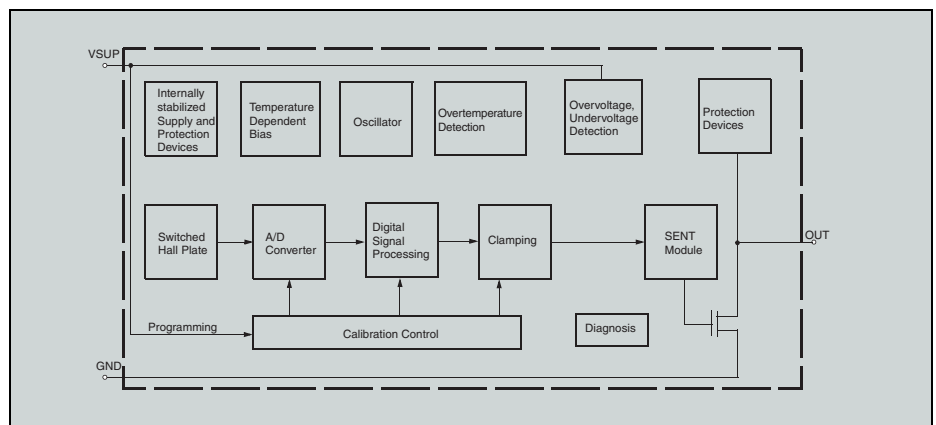 VSUP
Internally
stabilized
Supply and
Protection
Devices
Temperature
Dependent
Bias
Oscillator
Overtemperature
Detection
Overvoltage,
Undervoltage
Detection
Protection
Devices
Switched
Hall Plate
A/D
Converter
Digital
Signal
Processing
Clamping
SENT
Module
OUT
Programming
Calibration Control
Diagnosis
GND